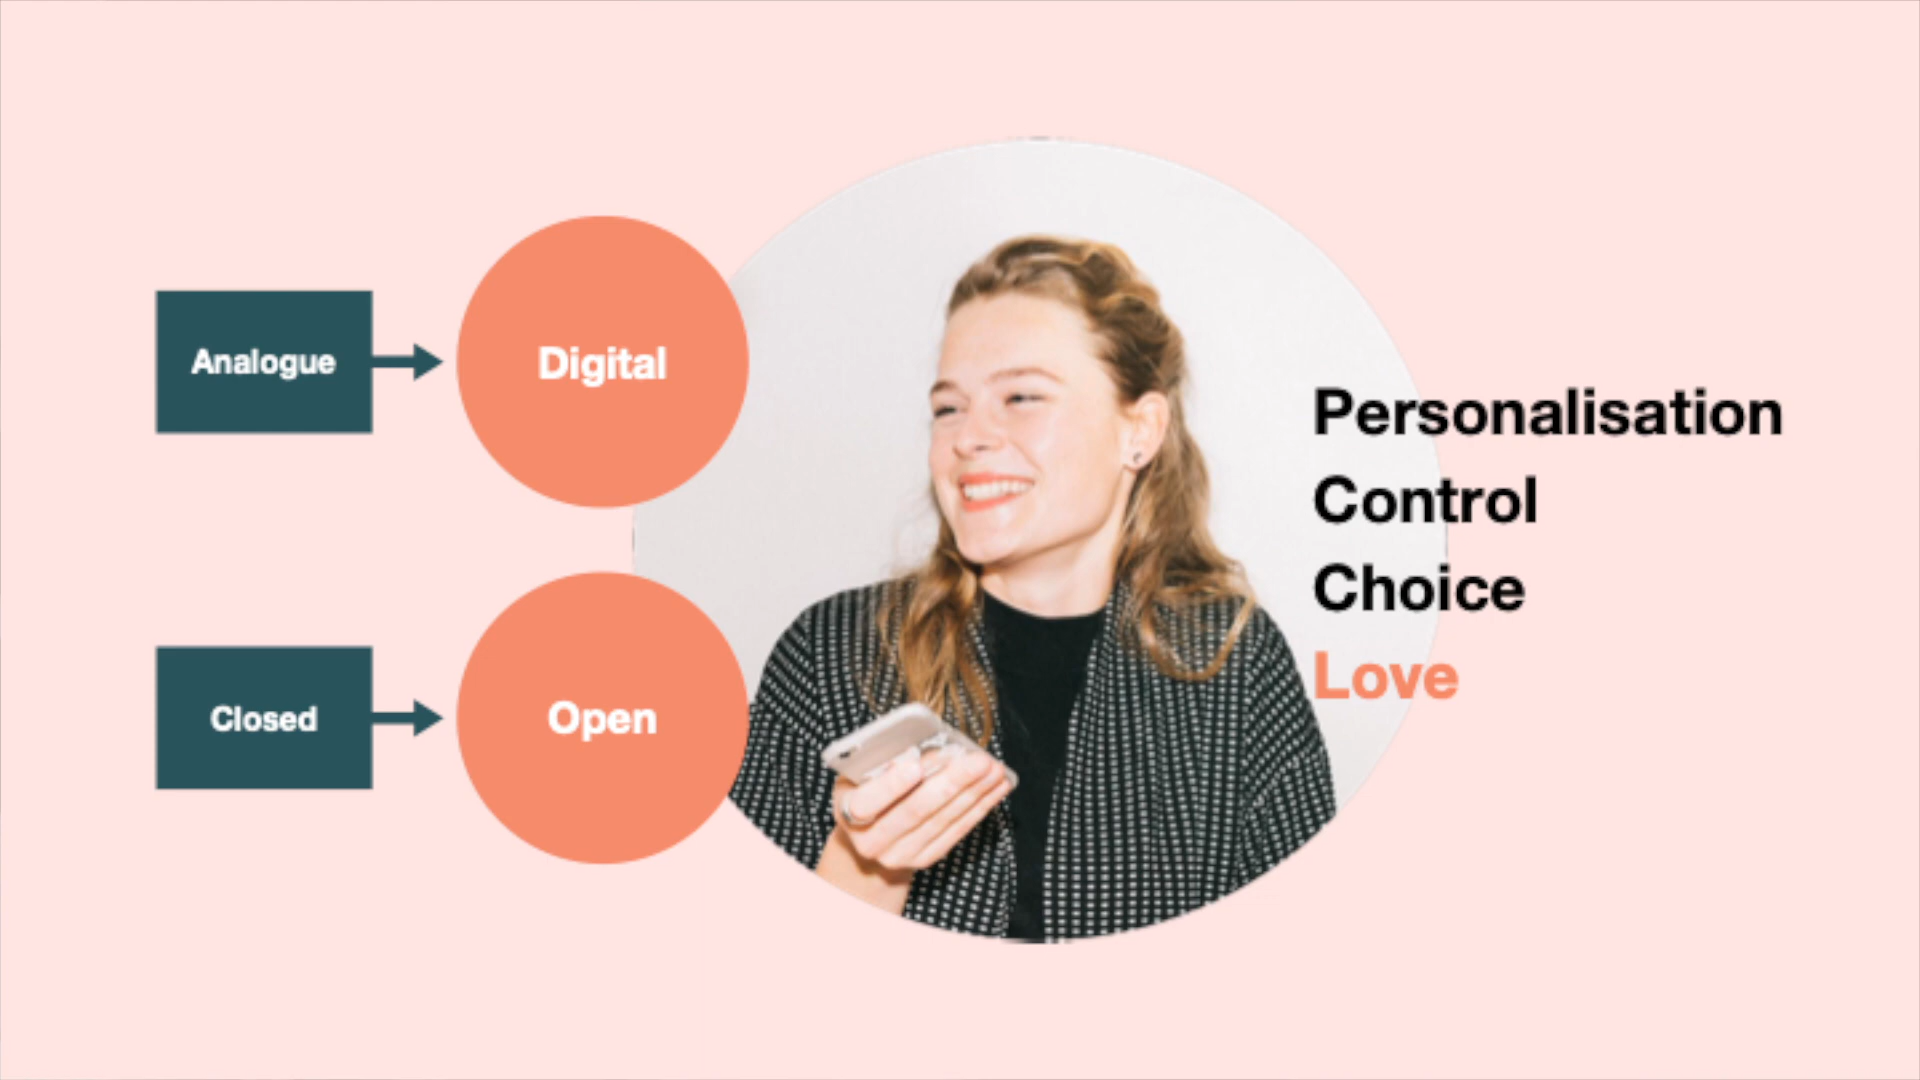 Analogue
Digital
Closed
Open
Personalisation
Control
Choice
Love